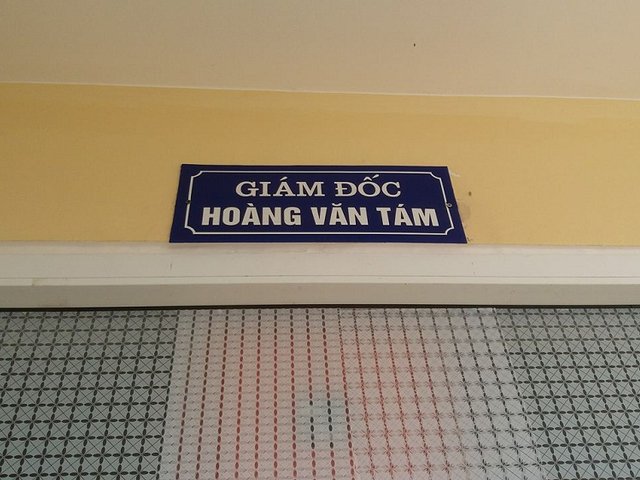 GIÁM ĐỐC
HOÀNG VĂN TÁM